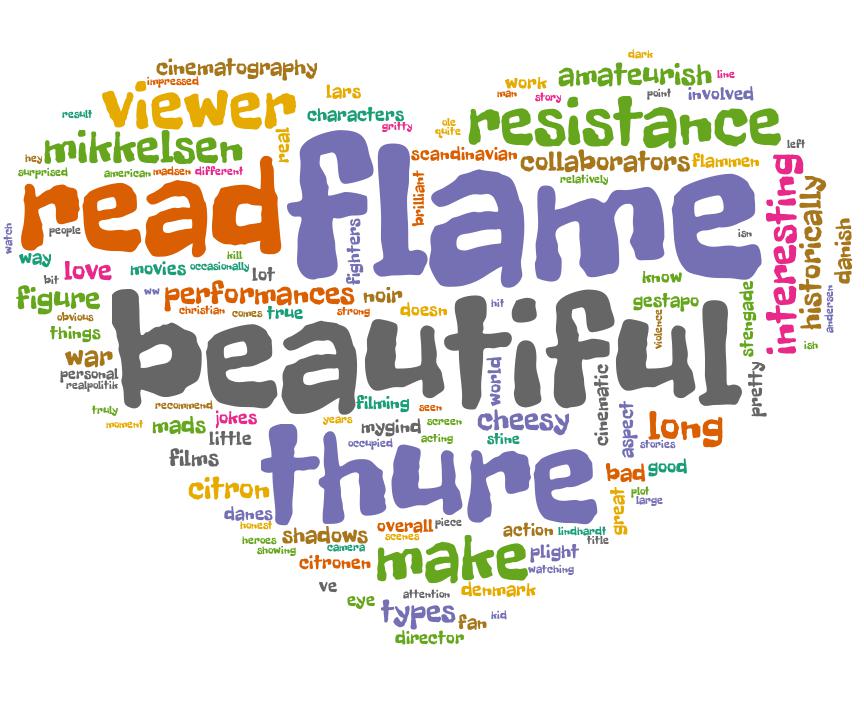 dark
cinematography
impressed
work
amateurish
line
viewer
lars
man
story
point
involved
result
characters
gritty
real
ole
quite
resistance
hey
mikkelsen
scandinavian
collaborators
flammen
left
surprised
american
madsen
different
relatively
read
flame
brilliant
interesting
historically
danish
people
watch
fighters
isn
way
bit
love
movies
occasionally
kill
lot
know
figure
ww
performances
noir
doesn
hit
gestapo
stengade
andersen
obvious
christian
comes
true
strong
violence
things
beautiful
ish
war
personal
realpolitik
world
cinematic
pretty
truly
recommend
filming
seen
moment
mads
jokes
years
mygind
screen
cheesy
aspect
long
little
occupied
acting
stine
stories
films
thure
bad
good
citron
great
plot
large
danes
honest
shadows
overall
piece
action
lindhardt
title
heroes
scenes
showing
camera
citronen
make
plight
watching
ve
eye
attention
denmark
types
fan
kid
director